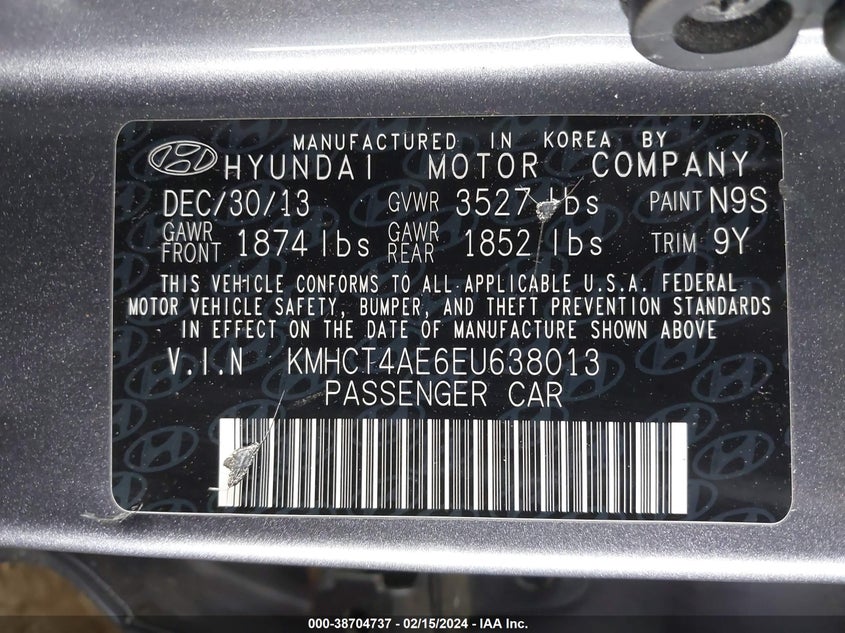 MANUFACTURED IN KOREA BY
HYUNDAI MOTOR COMPANY
DEC/30/13 GVWR 3527 lbs PAINT N9S
GAWR FRONT 1874 lbs GAWR REAR 1852 lbs TRIM 9Y
THIS VEHICLE CONFORMS TO ALL APPLICABLE U.S.A. FEDERAL
MOTOR VEHICLE SAFETY, BUMPER, AND THEFT PREVENTION STANDARDS
IN EFFECT ON THE DATE OF MANUFACTURE SHOWN ABOVE
V.I.N KMHCT4AE6EU638013
PASSENGER CAR
000-38704737 - 02/15/2024 - IAA Inc.